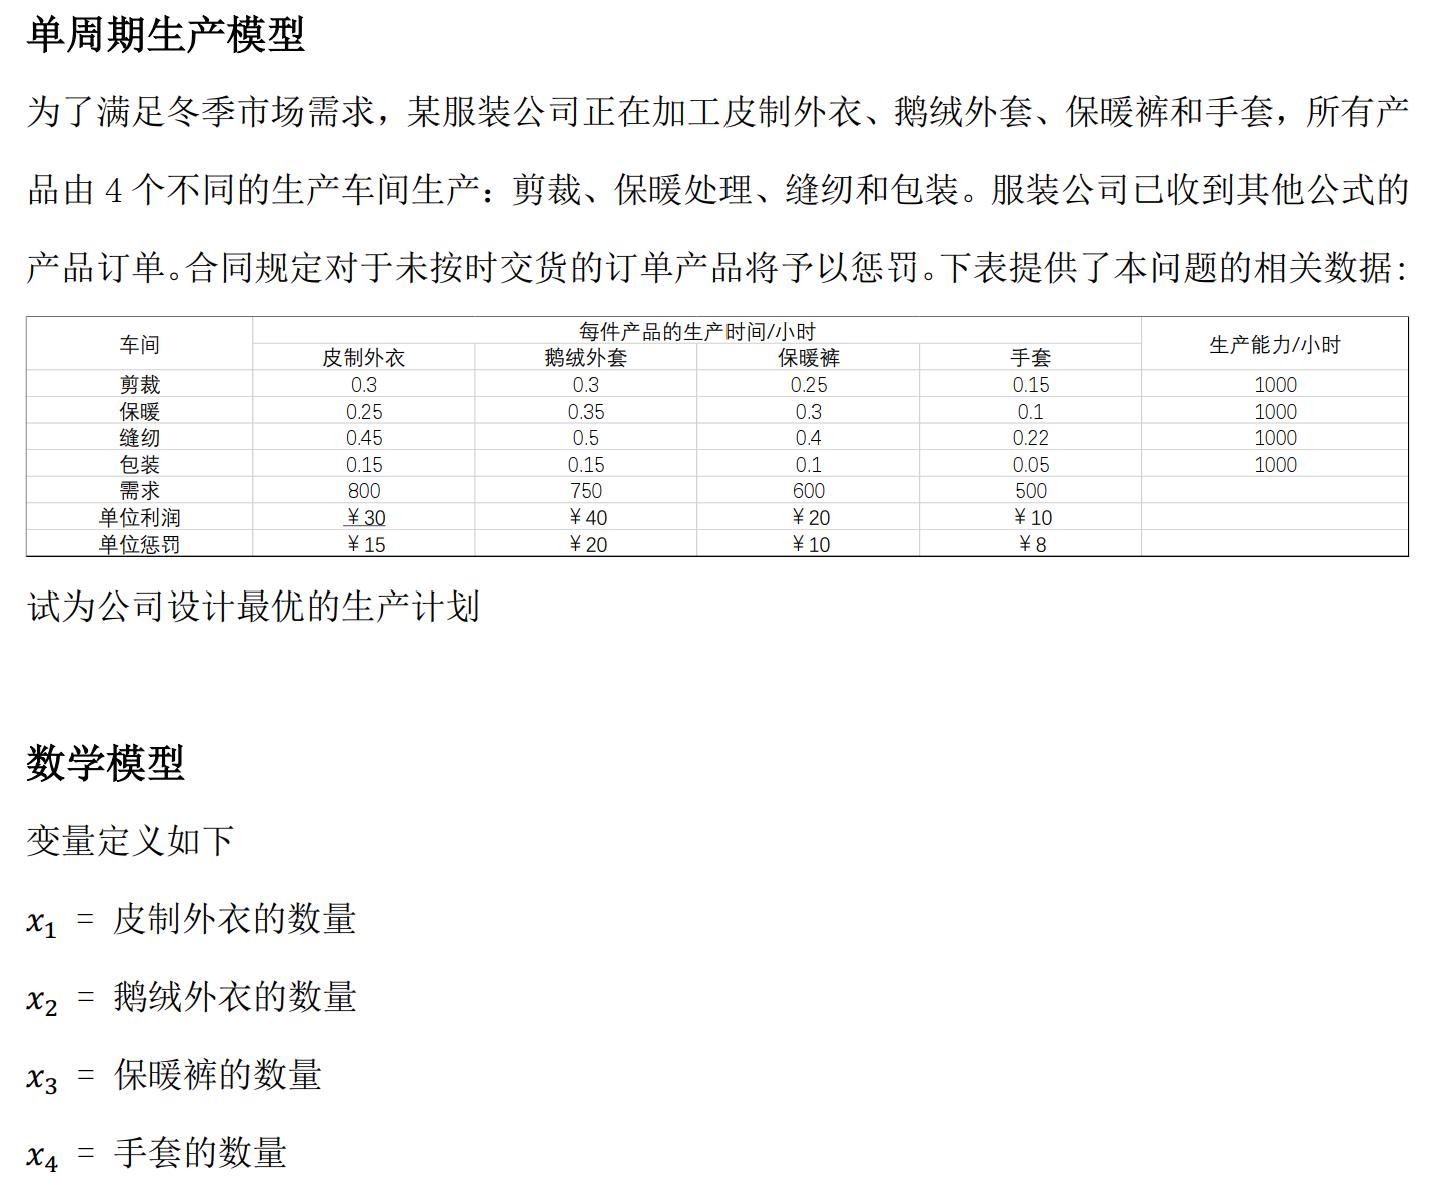 单周期生产模型
为了满足冬季市场需求，某服装公司正在加工皮制外衣、鹅绒外套、保暖裤和手套，所有产
品由 4 个不同的生产车间生产：剪裁、保暖处理、缝纫和包装。服装公司已收到其他公式的
产品订单。合同规定对于未按时交货的订单产品将予以惩罚。下表提供了本问题的相关数据：
车间 每件产品的生产时间/小时 生产能力/小时
皮制外衣 鹅绒外套 保暖裤 手套
剪裁 0.3 0.3 0.25 0.15 1000
保暖 0.25 0.35 0.3 0.1 1000
缝纫 0.45 0.5 0.4 0.22 1000
包装 0.15 0.15 0.1 0.05 1000
需求 800 750 600 500
单位利润 ￥30 ￥40 ￥20 ￥10
单位惩罚 ￥15 ￥20 ￥10 ￥8
试为公司设计最优的生产计划
数学模型
变量定义如下
x₁ = 皮制外衣的数量
x₂ = 鹅绒外衣的数量
x₃ = 保暖裤的数量
x₄ = 手套的数量